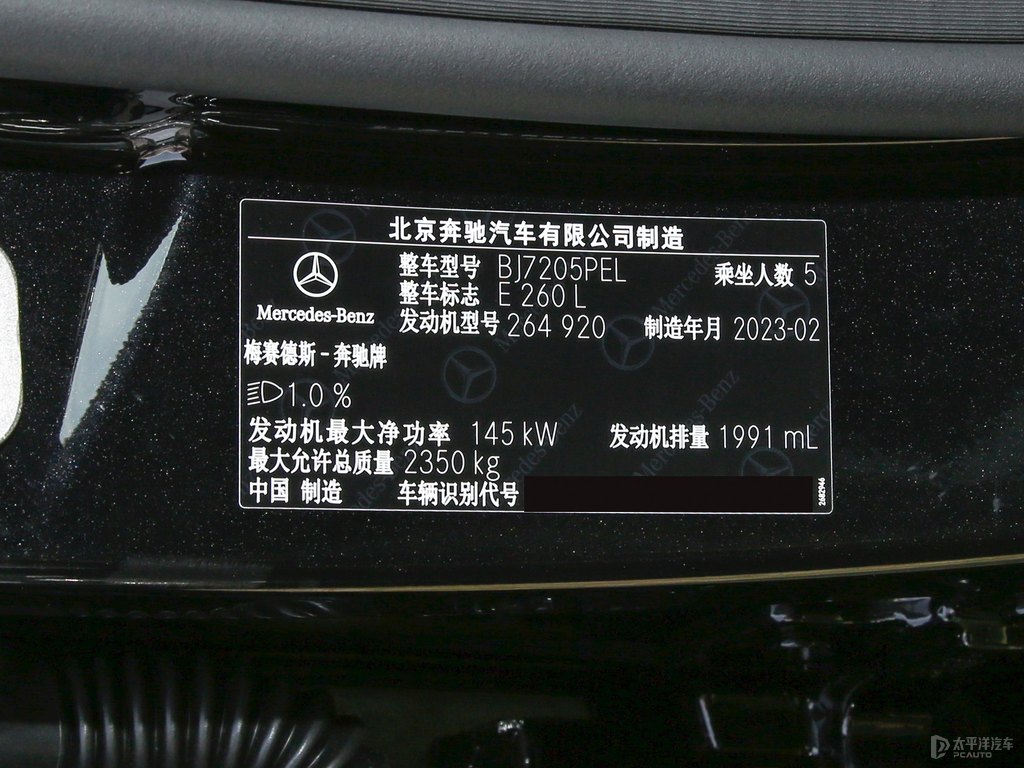 北京奔驰汽车有限公司制造
Mercedes-Benz
整车型号 BJ7205PEL 乘坐人数 5
整车标志 E 260 L
发动机型号 264 920 制造年月 2023-02
梅赛德斯-奔驰牌
1.0 %
发动机最大净功率 145 kW 发动机排量 1991 mL
最大允许总质量 2350 kg
中国 制造 车辆识别代号
2682946
太平洋汽车
PCAUTO